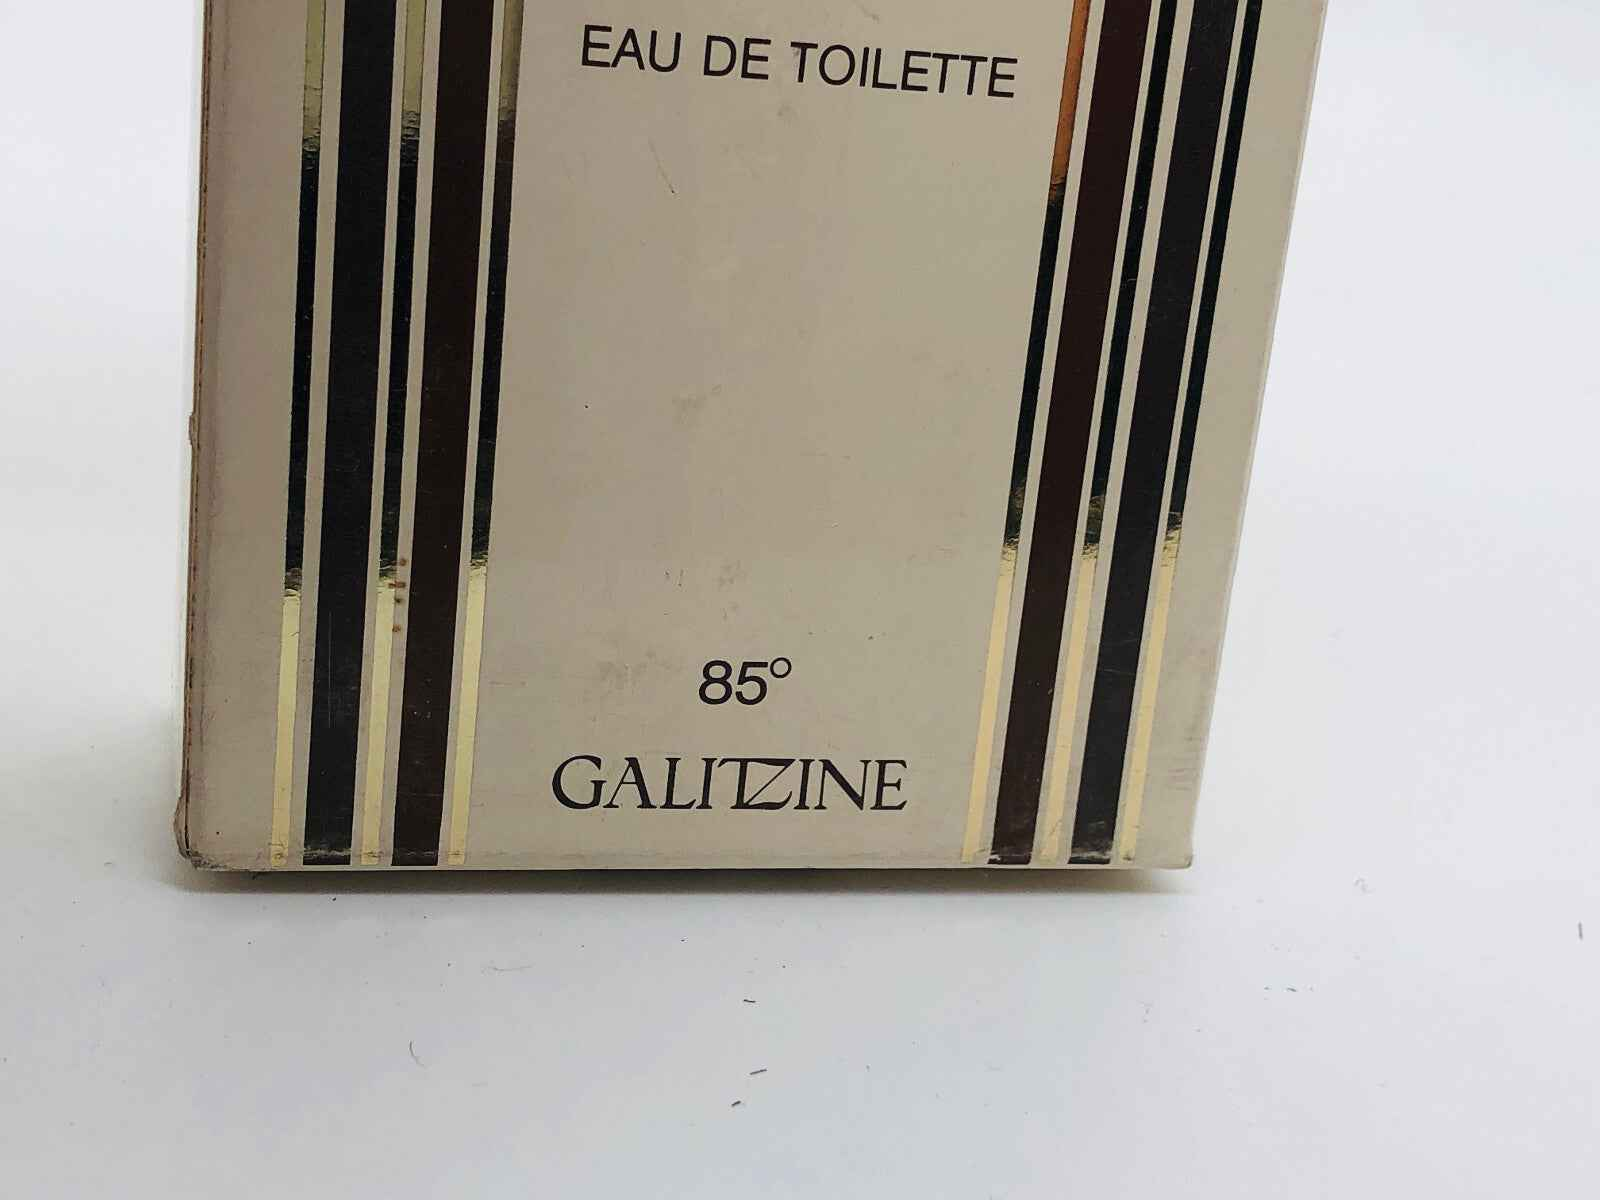 EAU DE TOILETTE
85°
GALITZINE